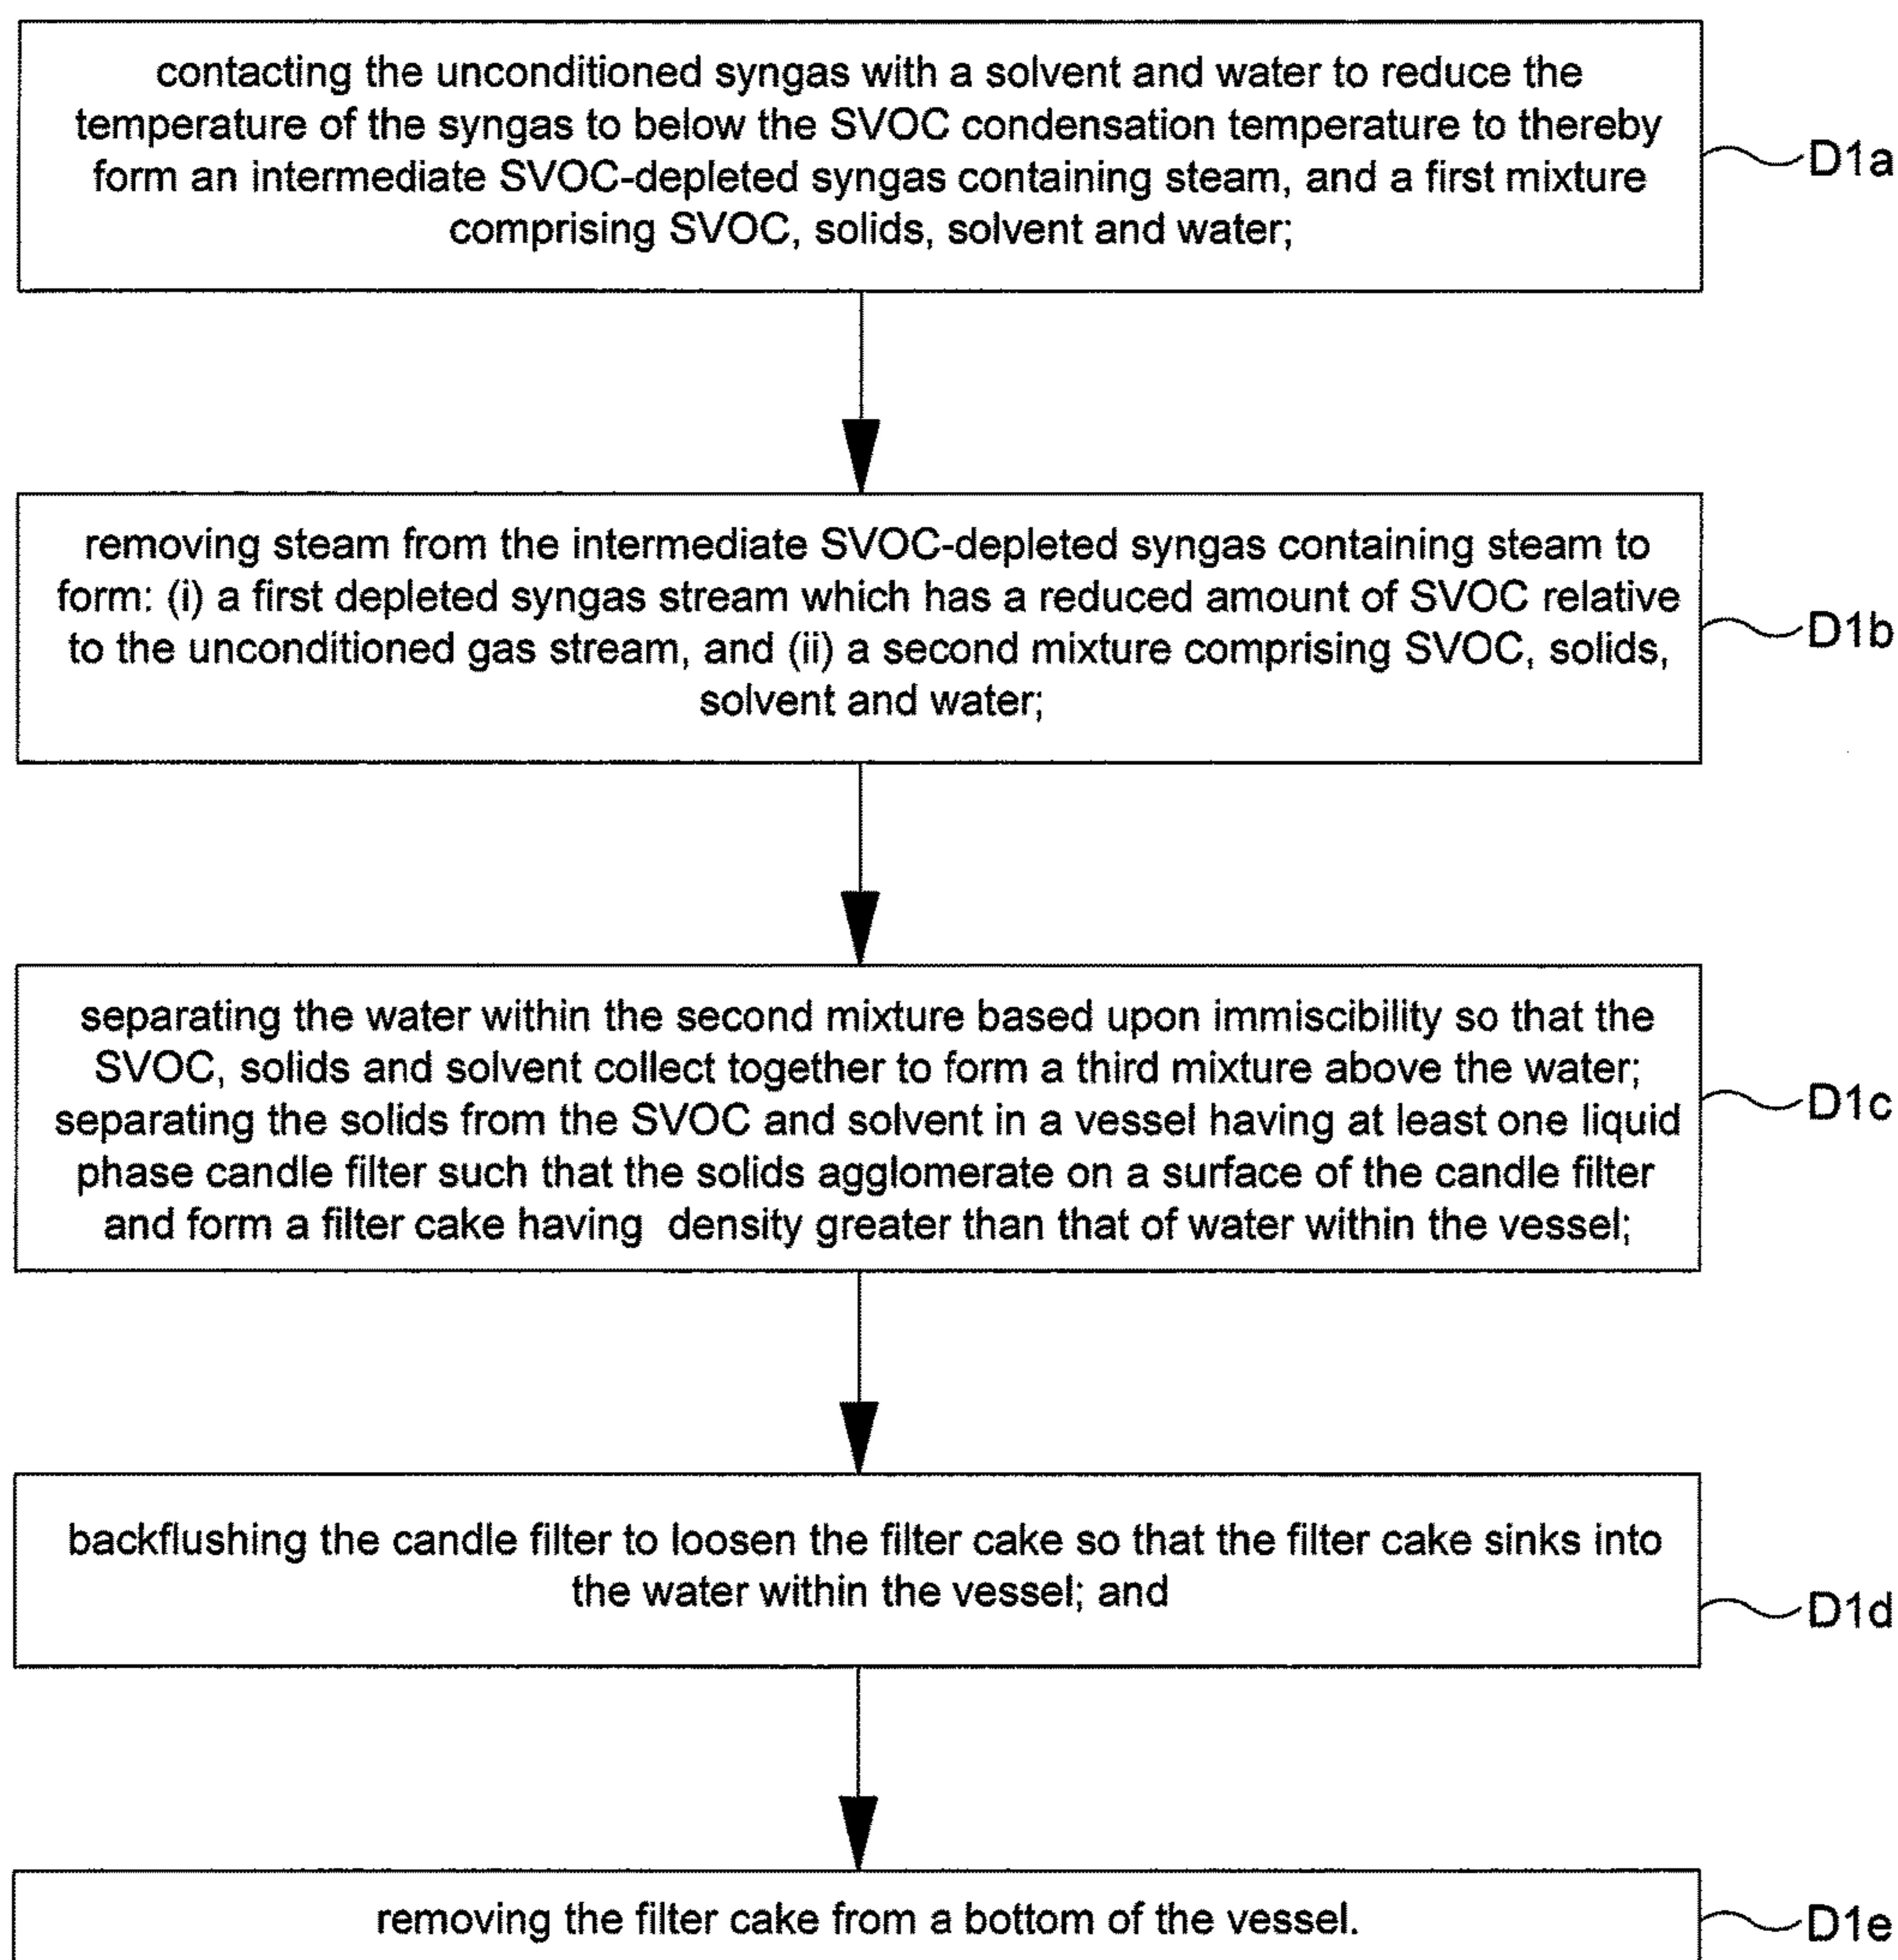 contacting the unconditioned syngas with a solvent and water to reduce the
temperature of the syngas to below the SVOC condensation temperature to thereby
form an intermediate SVOC-depleted syngas containing steam, and a first mixture
comprising SVOC, solids, solvent and water;
D1a
removing steam from the intermediate SVOC-depleted syngas containing steam to
form: (i) a first depleted syngas stream which has a reduced amount of SVOC relative
to the unconditioned gas stream, and (ii) a second mixture comprising SVOC, solids,
solvent and water;
D1b
separating the water within the second mixture based upon immiscibility so that the
SVOC, solids and solvent collect together to form a third mixture above the water;
separating the solids from the SVOC and solvent in a vessel having at least one liquid
phase candle filter such that the solids agglomerate on a surface of the candle filter
and form a filter cake having density greater than that of water within the vessel;
D1c
backflushing the candle filter to loosen the filter cake so that the filter cake sinks into
the water within the vessel; and
D1d
removing the filter cake from a bottom of the vessel.
D1e